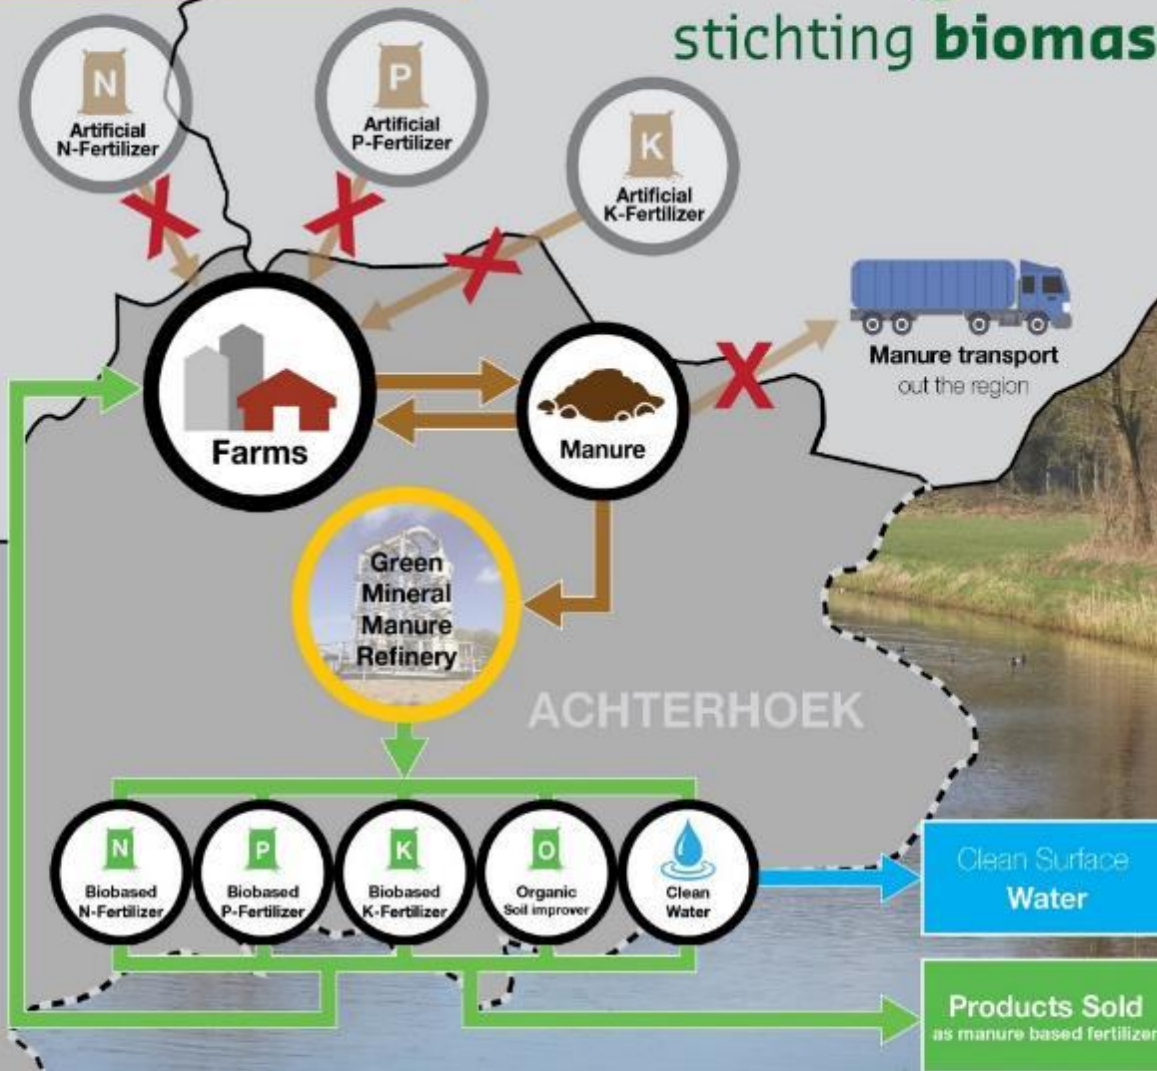 stichting biomas
N
Artificial
N-Fertilizer
P
Artificial
P-Fertilizer
K
Artificial
K-Fertilizer
Manure transport
out the region
Farms
Manure
Green
Mineral
Manure
Refinery
ACHTERHOEK
N
Biobased
N-Fertilizer
P
Biobased
P-Fertilizer
K
Biobased
K-Fertilizer
O
Organic
Soil improver
Clean
Water
Clean Surface
Water
Products Sold
as manure based fertilizer